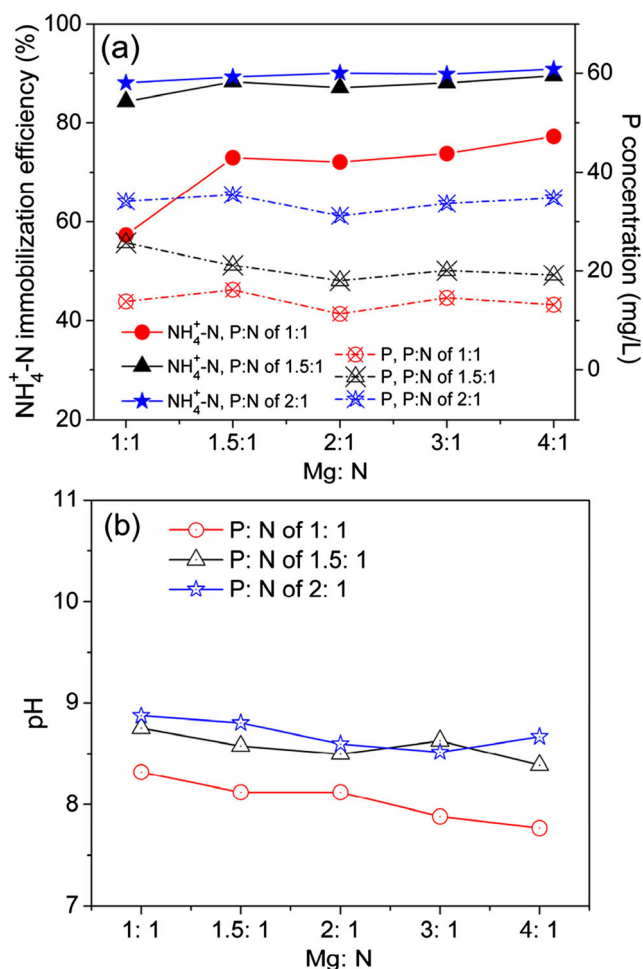 (a)
NH₄⁺-N immobilization efficiency (%)
100
80
60
40
20
P concentration (mg/L)
60
40
20
0
NH₄⁺-N, P:N of 1:1
NH₄⁺-N, P:N of 1.5:1
NH₄⁺-N, P:N of 2:1
P, P:N of 1:1
P, P:N of 1.5:1
P, P:N of 2:1
1:1 1.5:1 2:1 3:1 4:1
Mg: N
(b)
pH
11
10
9
8
7
P: N of 1: 1
P: N of 1.5: 1
P: N of 2: 1
1: 1 1.5: 1 2: 1 3: 1 4: 1
Mg: N